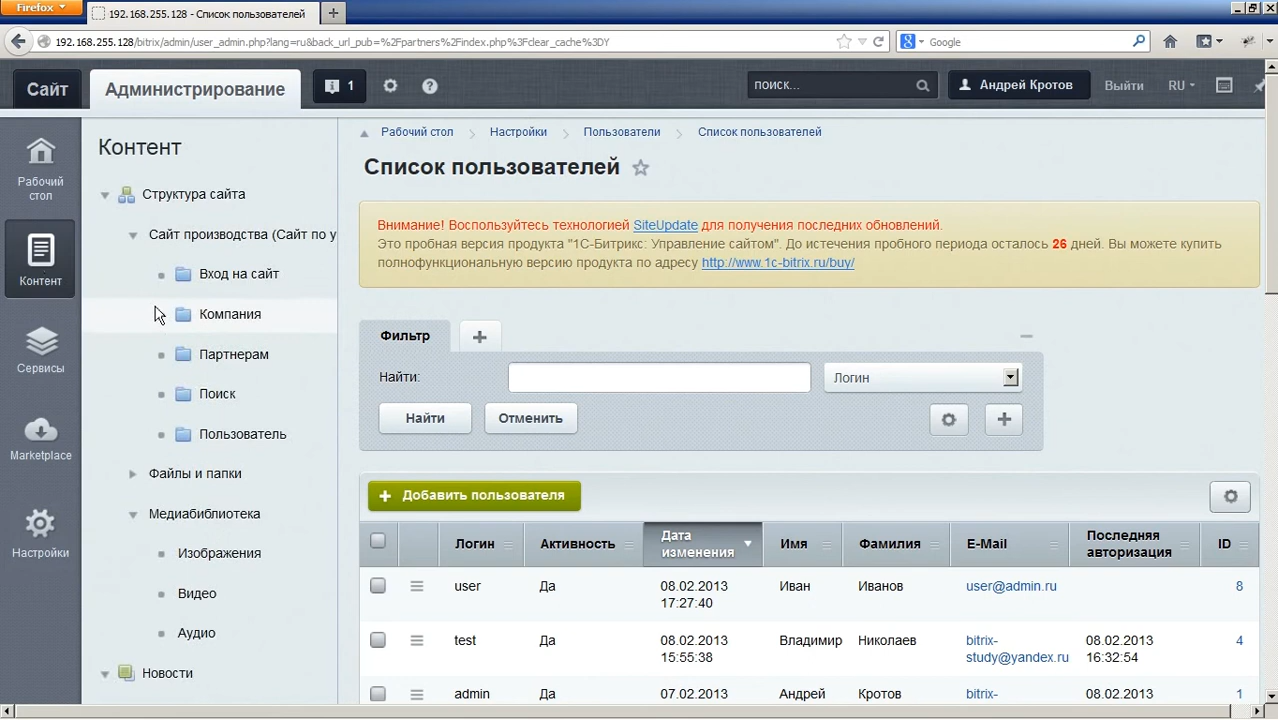 Firefox
192.168.255.128 - Список пользователей
192.168.255.128/bitrix/admin/user_admin.php?lang=ru&back_url_pub=%2Fpartners%2Findex.php%3Fclear_cache%3DY
Google
Сайт
Администрирование
1
поиск...
Андрей Кротов
Выйти
RU
Рабочий стол
Контент
Сервисы
Marketplace
Настройки
Контент
Структура сайта
Сайт производства (Сайт по у
Вход на сайт
Компания
Партнерам
Поиск
Пользователь
Файлы и папки
Медиабиблиотека
Изображения
Видео
Аудио
Новости
Рабочий стол Настройки Пользователи Список пользователей
Список пользователей
Внимание! Воспользуйтесь технологией SiteUpdate для получения последних обновлений.
Это пробная версия продукта "1С-Битрикс: Управление сайтом". До истечения пробного периода осталось 26 дней. Вы можете купить
полнофункциональную версию продукта по адресу http://www.1c-bitrix.ru/buy/
Фильтр
Найти:
Логин
Найти
Отменить
Добавить пользователя
Логин Активность Дата изменения Имя Фамилия E-Mail Последняя авторизация ID
user Да 08.02.2013 17:27:40 Иван Иванов user@admin.ru 8
test Да 08.02.2013 15:55:38 Владимир Николаев bitrix-study@yandex.ru 08.02.2013 16:32:54 4
admin Да 07.02.2013 Андрей Кротов bitrix- 08.02.2013 1